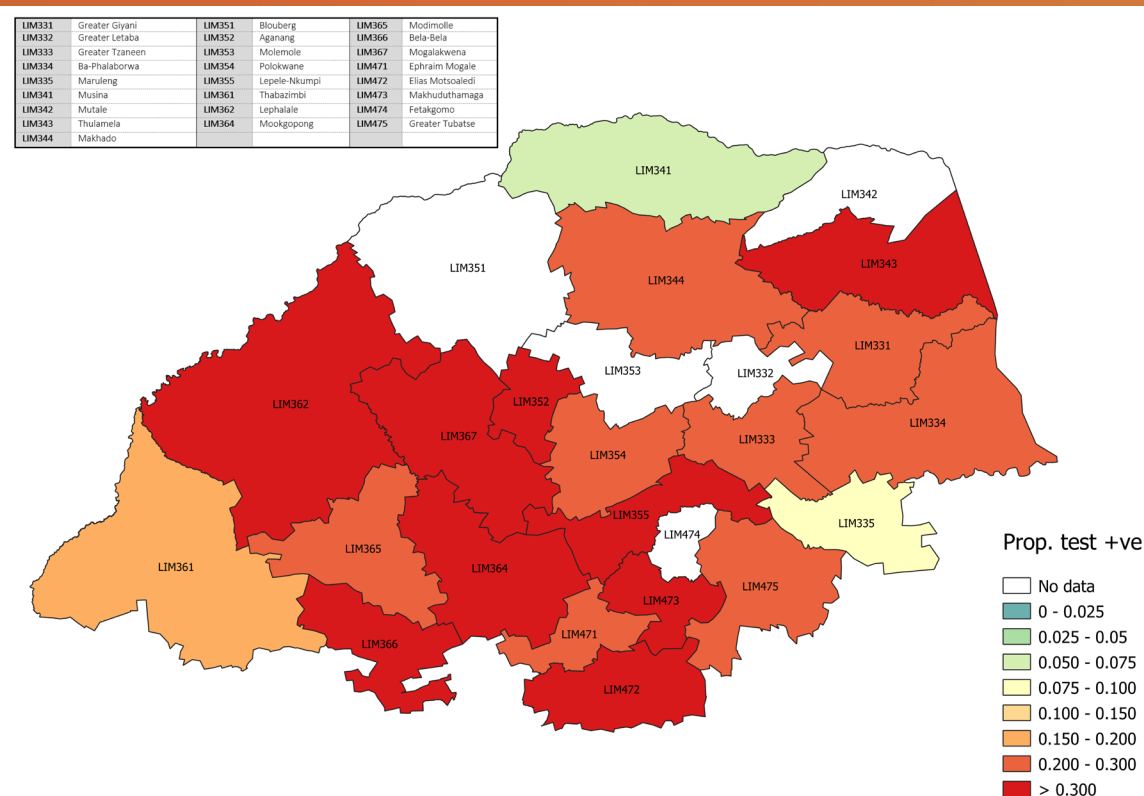 LIM331 Greater Giyani LIM351 Blouberg LIM365 Modimolle
LIM332 Greater Letaba LIM352 Aganang LIM366 Bela-Bela
LIM333 Greater Tzaneen LIM353 Molemole LIM367 Mogalakwena
LIM334 Ba-Phalaborwa LIM354 Polokwane LIM471 Ephraim Mogale
LIM335 Maruleng LIM355 Lepele-Nkumpi LIM472 Elias Motsoaledi
LIM341 Musina LIM361 Thabazimbi LIM473 Makhuduthamaga
LIM342 Mutale LIM362 Lephalale LIM474 Fetakgomo
LIM343 Thulamela LIM364 Mookgopong LIM475 Greater Tubatse
LIM344 Makhado
LIM341
LIM342
LIM351
LIM343
LIM344
LIM331
LIM353
LIM332
LIM362
LIM352
LIM334
LIM367
LIM333
LIM354
LIM355
LIM335
LIM474
LIM365
LIM361
LIM364
LIM475
LIM473
LIM471
LIM366
LIM472
Prop. test +ve
No data
0 - 0.025
0.025 - 0.05
0.050 - 0.075
0.075 - 0.100
0.100 - 0.150
0.150 - 0.200
0.200 - 0.300
> 0.300